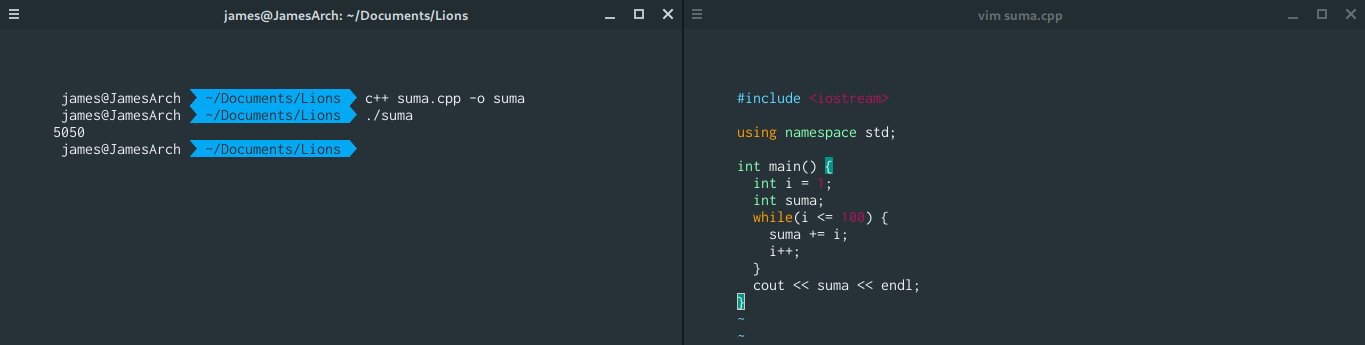 james@JamesArch: ~/Documents/Lions
james@JamesArch ~/Documents/Lions c++ suma.cpp -o suma
james@JamesArch ~/Documents/Lions ./suma
5050
james@JamesArch ~/Documents/Lions
vim suma.cpp
#include <iostream>
using namespace std;
int main() {
int i = 1;
int suma;
while(i <= 100) {
suma += i;
i++;
}
cout << suma << endl;
}
~
~